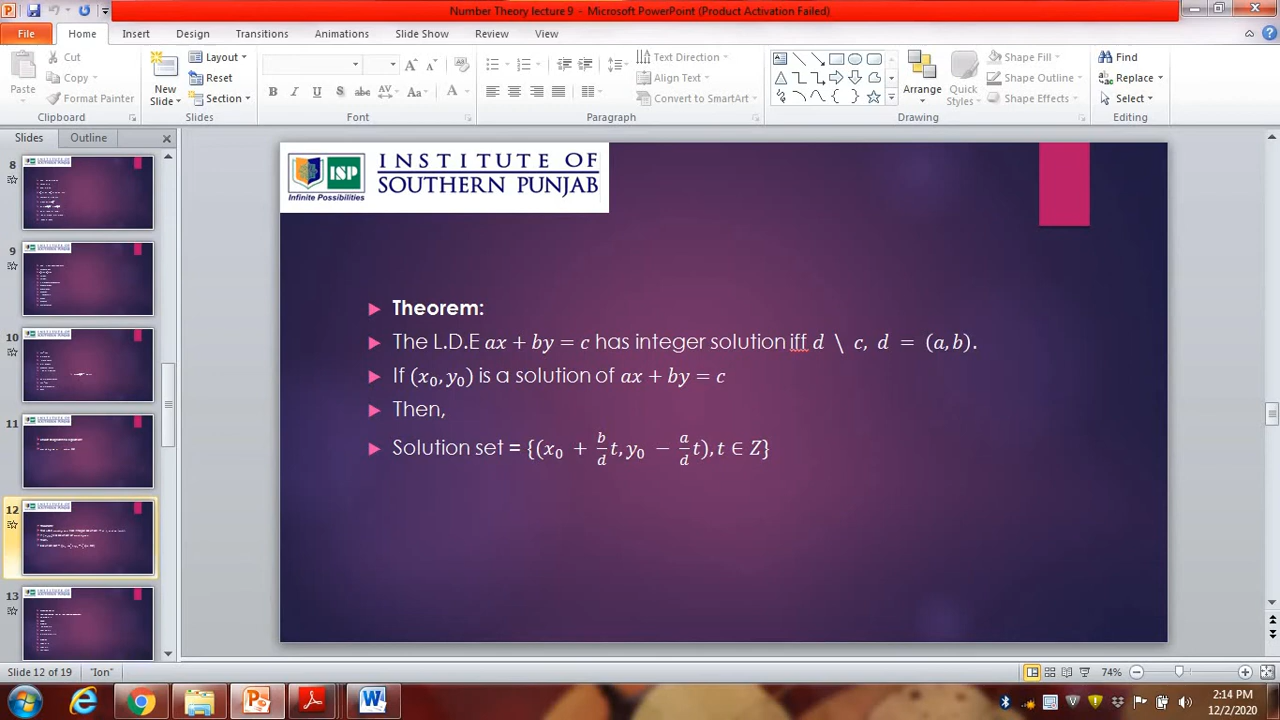 Number Theory lecture 9 - Microsoft PowerPoint (Product Activation Failed)
File Home Insert Design Transitions Animations Slide Show Review View
Paste Cut Copy Format Painter Clipboard
New Slide Layout Reset Section Slides
B I U S abc AV Aa A Font
Text Direction Align Text Convert to SmartArt Paragraph
Arrange Quick Styles Shape Fill Shape Outline Shape Effects Drawing
Find Replace Select Editing
Slides Outline
8
9
10
11
12
13
ISP
Infinite Possibilities
INSTITUTE OF
SOUTHERN PUNJAB
Theorem:
The L.D.E ax + by = c has integer solution iff d \ c, d = (a, b).
If (x₀, y₀) is a solution of ax + by = c
Then,
Solution set = {(x₀ + b/d t, y₀ − a/d t), t ∈ Z}
Slide 12 of 19 "Ion" 74%
2:14 PM
12/2/2020